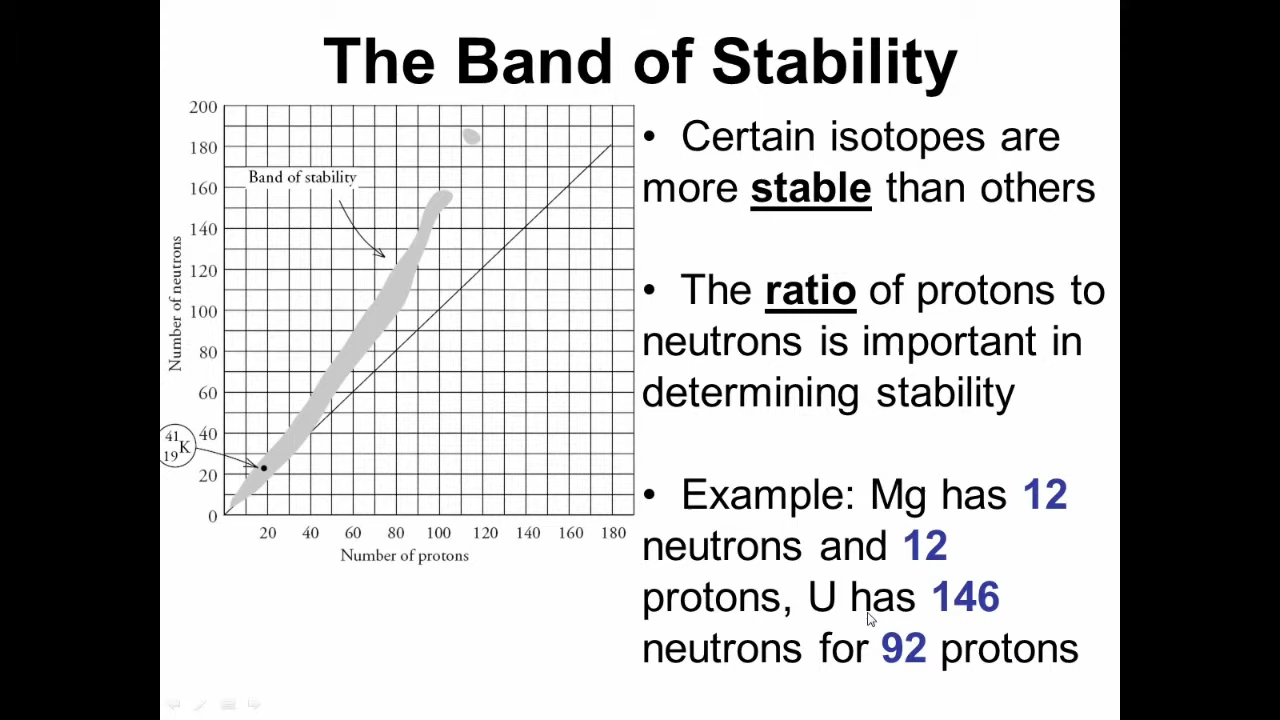 The Band of Stability
200
180
160
140
120
100
80
60
40
20
0
Number of neutrons
Band of stability
41
19K
20 40 60 80 100 120 140 160 180
Number of protons
• Certain isotopes are
more stable than others
• The ratio of protons to
neutrons is important in
determining stability
• Example: Mg has 12
neutrons and 12
protons, U has 146
neutrons for 92 protons